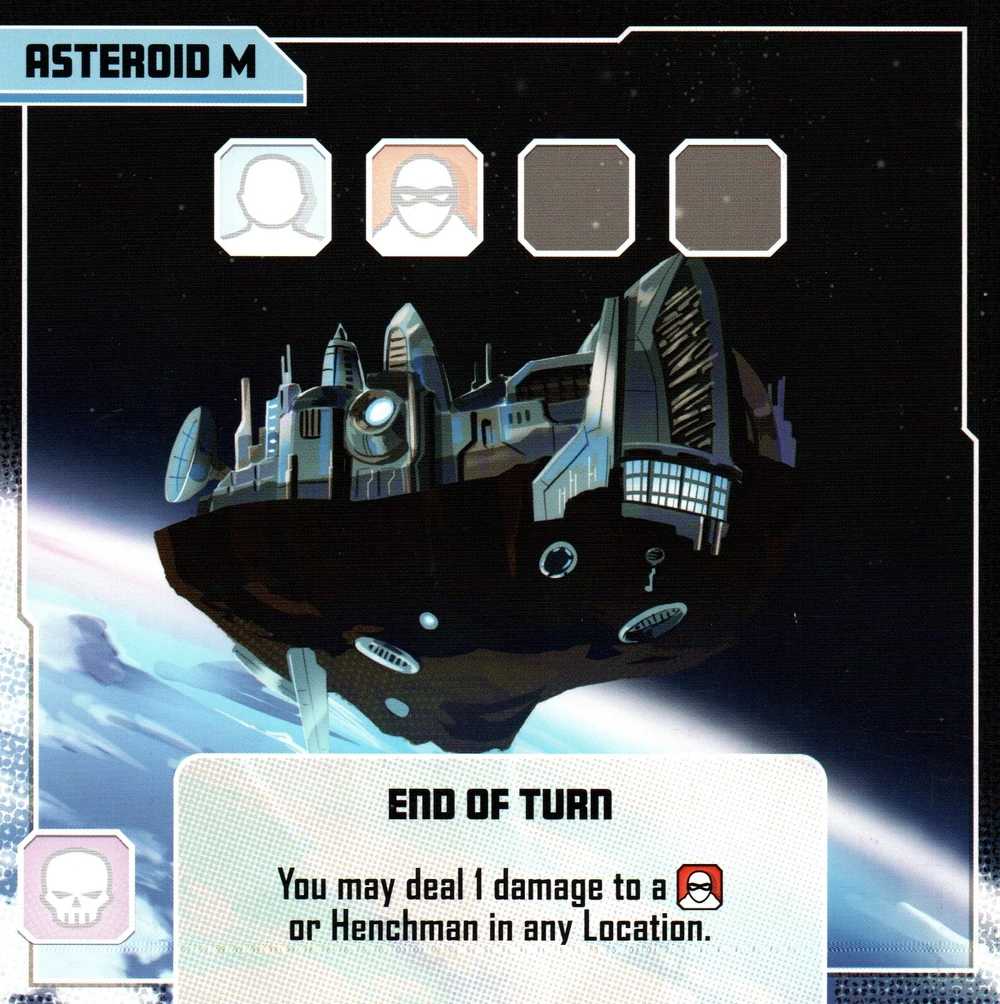 ASTEROID M
END OF TURN
You may deal 1 damage to a
or Henchman in any Location.